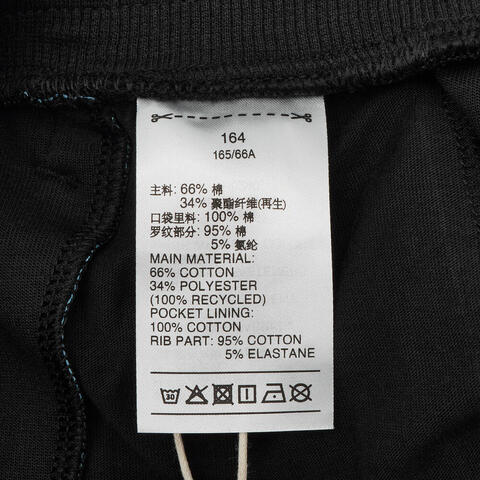 164
165/66A
主料: 66% 棉
34% 聚酯纤维(再生)
口袋里料: 100% 棉
罗纹部分: 95% 棉
5% 氨纶
MAIN MATERIAL:
66% COTTON
34% POLYESTER
(100% RECYCLED)
POCKET LINING:
100% COTTON
RIB PART: 95% COTTON
5% ELASTANE
30